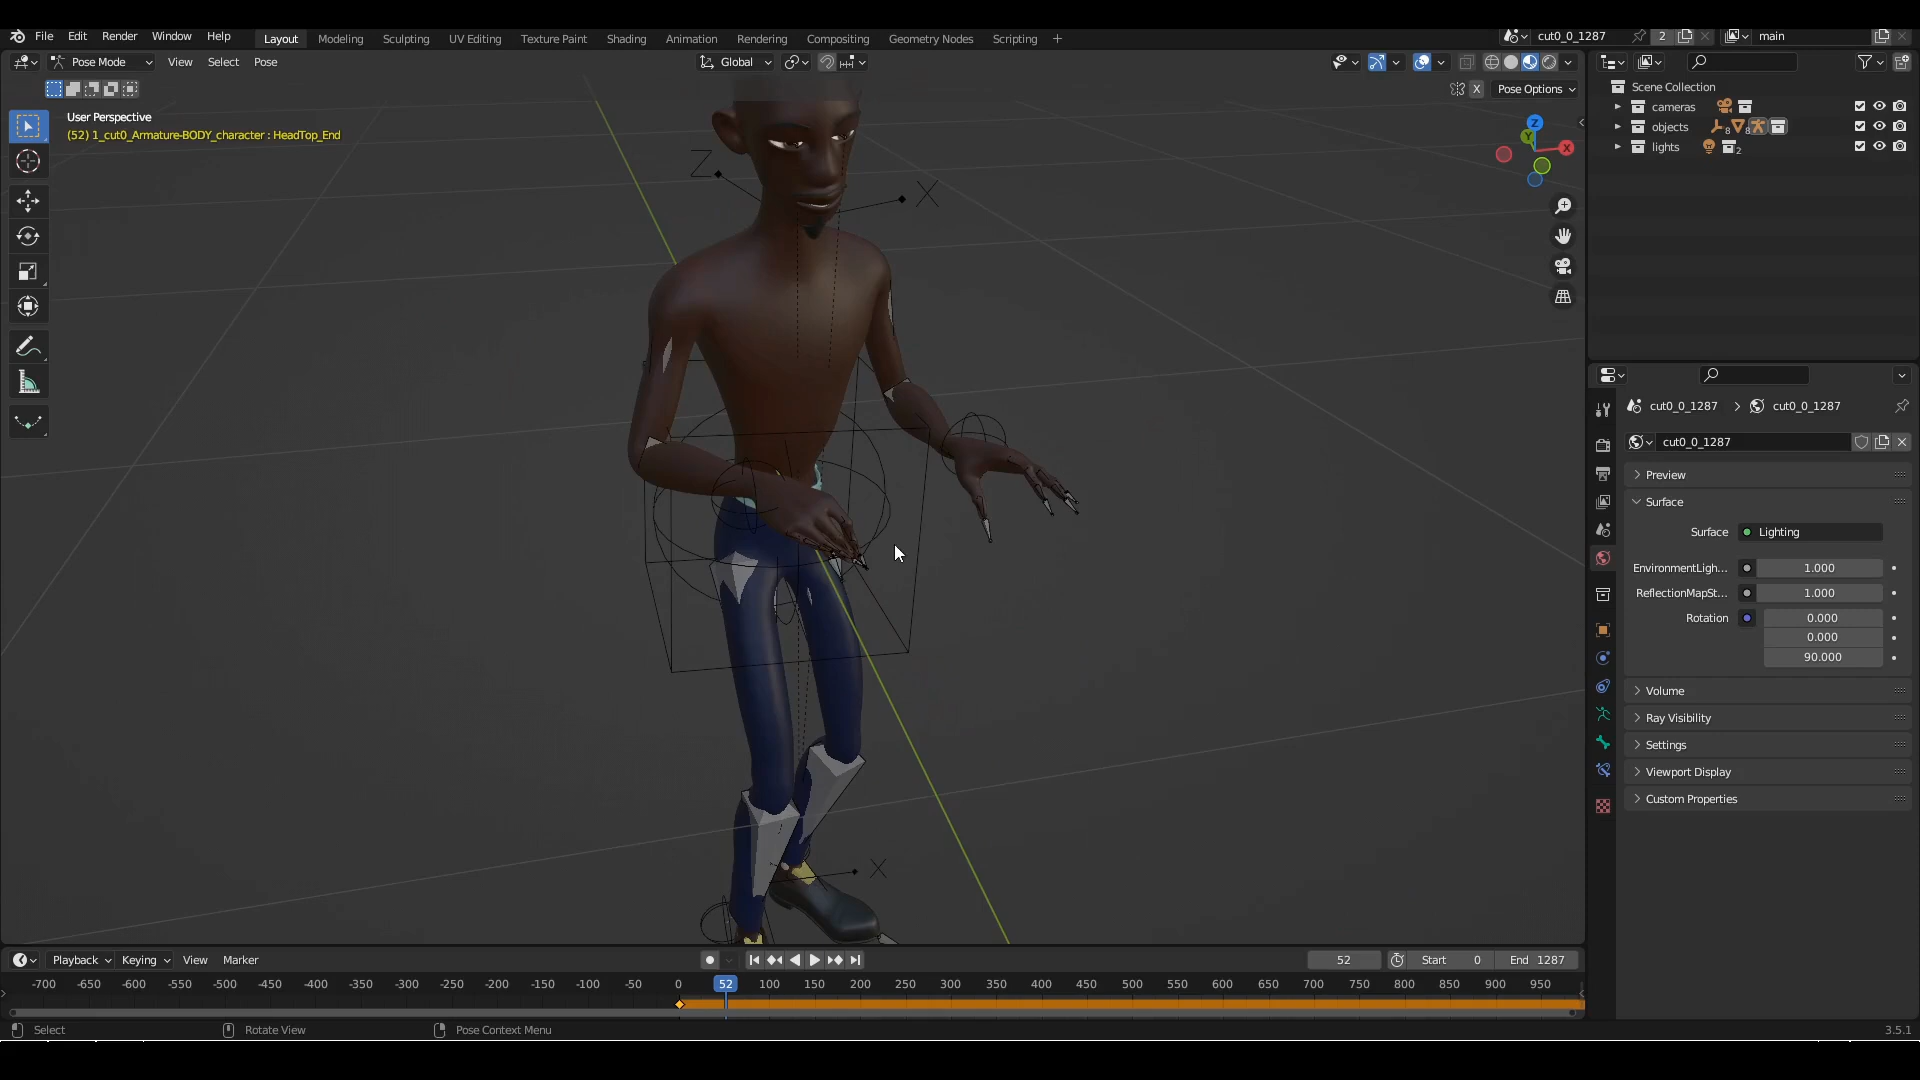 File Edit Render Window Help Layout Modeling Sculpting UV Editing Texture Paint Shading Animation Rendering Compositing Geometry Nodes Scripting + cut0_0_1287 2 main
Pose Mode View Select Pose Global
X Pose Options
Scene Collection
cameras
objects 8 8
lights 2
User Perspective
(52) 1_cut0_Armature-BODY_character : HeadTop_End
Z
Y
X
Z
X
X
cut0_0_1287 > cut0_0_1287
cut0_0_1287
Preview
Surface
Surface Lighting
EnvironmentLigh... 1.000
ReflectionMapSt... 1.000
Rotation 0.000
0.000
90.000
Volume
Ray Visibility
Settings
Viewport Display
Custom Properties
Playback Keying View Marker 52 Start 0 End 1287
-700 -650 -600 -550 -500 -450 -400 -350 -300 -250 -200 -150 -100 -50 0 52 100 150 200 250 300 350 400 450 500 550 600 650 700 750 800 850 900 950
Select Rotate View Pose Context Menu 3.5.1